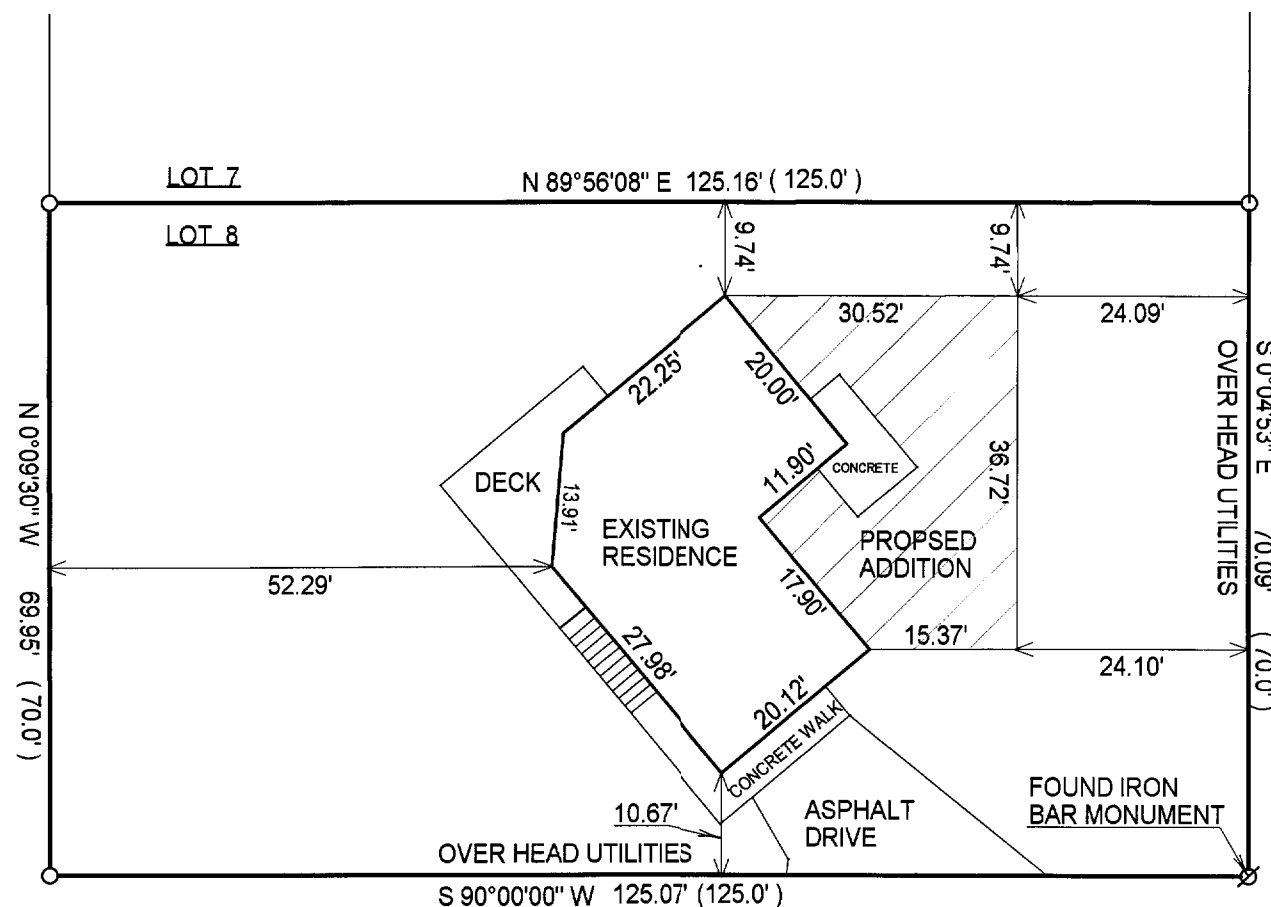 LOT 7
N 89°56'08" E 125.16' ( 125.0' )
LOT 8
9.74'
9.74'
30.52'
24.09'
22.25'
20.00'
S 0°04'53" E 70.09' ( 70.0' )
OVER HEAD UTILITIES
N 0°09'30" W 69.95' ( 70.0' )
DECK
13.91'
11.90'
CONCRETE
36.72'
EXISTING
RESIDENCE
PROPSED
ADDITION
52.29'
17.90'
15.37'
24.10'
27.98'
20.12'
CONCRETE WALK
10.67'
ASPHALT
DRIVE
FOUND IRON
BAR MONUMENT
OVER HEAD UTILITIES
S 90°00'00" W 125.07' (125.0' )